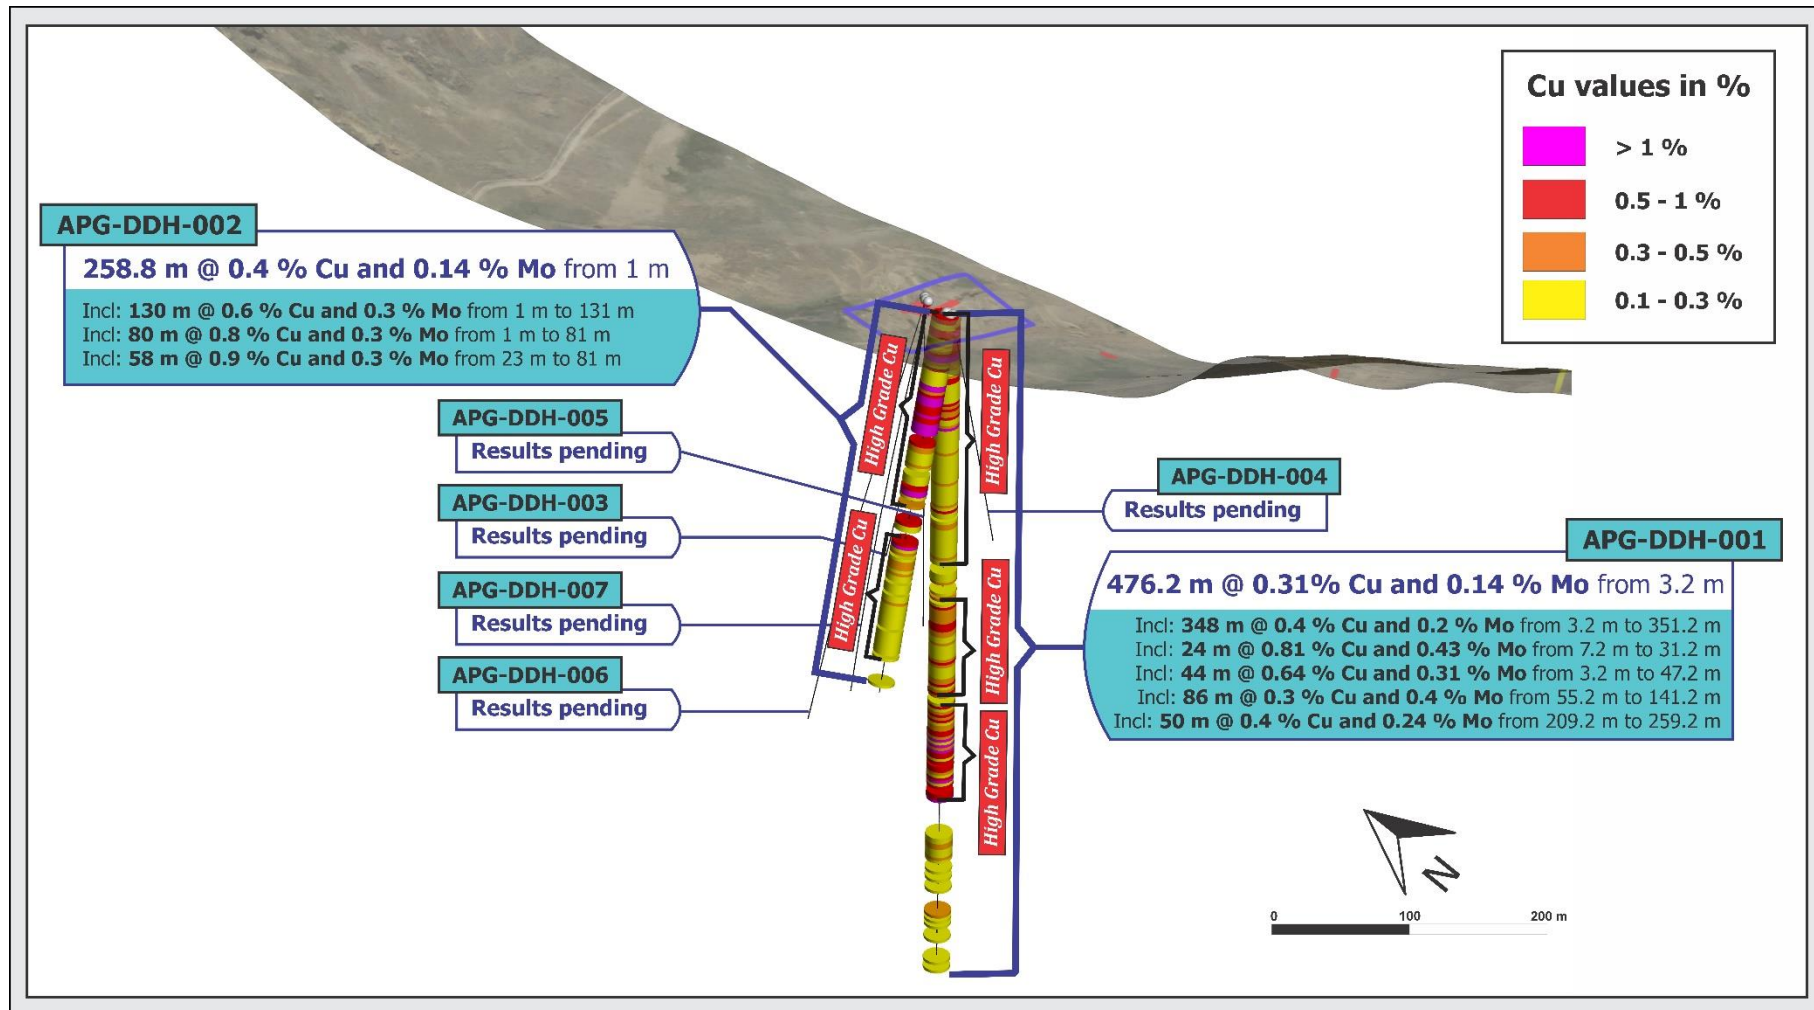 Cu values in %
> 1 %
0.5 - 1 %
0.3 - 0.5 %
0.1 - 0.3 %
APG-DDH-002
258.8 m @ 0.4 % Cu and 0.14 % Mo from 1 m
Incl: 130 m @ 0.6 % Cu and 0.3 % Mo from 1 m to 131 m
Incl: 80 m @ 0.8 % Cu and 0.3 % Mo from 1 m to 81 m
Incl: 58 m @ 0.9 % Cu and 0.3 % Mo from 23 m to 81 m
APG-DDH-005
Results pending
APG-DDH-003
Results pending
APG-DDH-007
Results pending
APG-DDH-006
Results pending
High Grade Cu
High Grade Cu
High Grade Cu
High Grade Cu
High Grade Cu
APG-DDH-004
Results pending
APG-DDH-001
476.2 m @ 0.31% Cu and 0.14 % Mo from 3.2 m
Incl: 348 m @ 0.4 % Cu and 0.2 % Mo from 3.2 m to 351.2 m
Incl: 24 m @ 0.81 % Cu and 0.43 % Mo from 7.2 m to 31.2 m
Incl: 44 m @ 0.64 % Cu and 0.31 % Mo from 3.2 m to 47.2 m
Incl: 86 m @ 0.3 % Cu and 0.4 % Mo from 55.2 m to 141.2 m
Incl: 50 m @ 0.4 % Cu and 0.24 % Mo from 209.2 m to 259.2 m
N
0 100 200 m